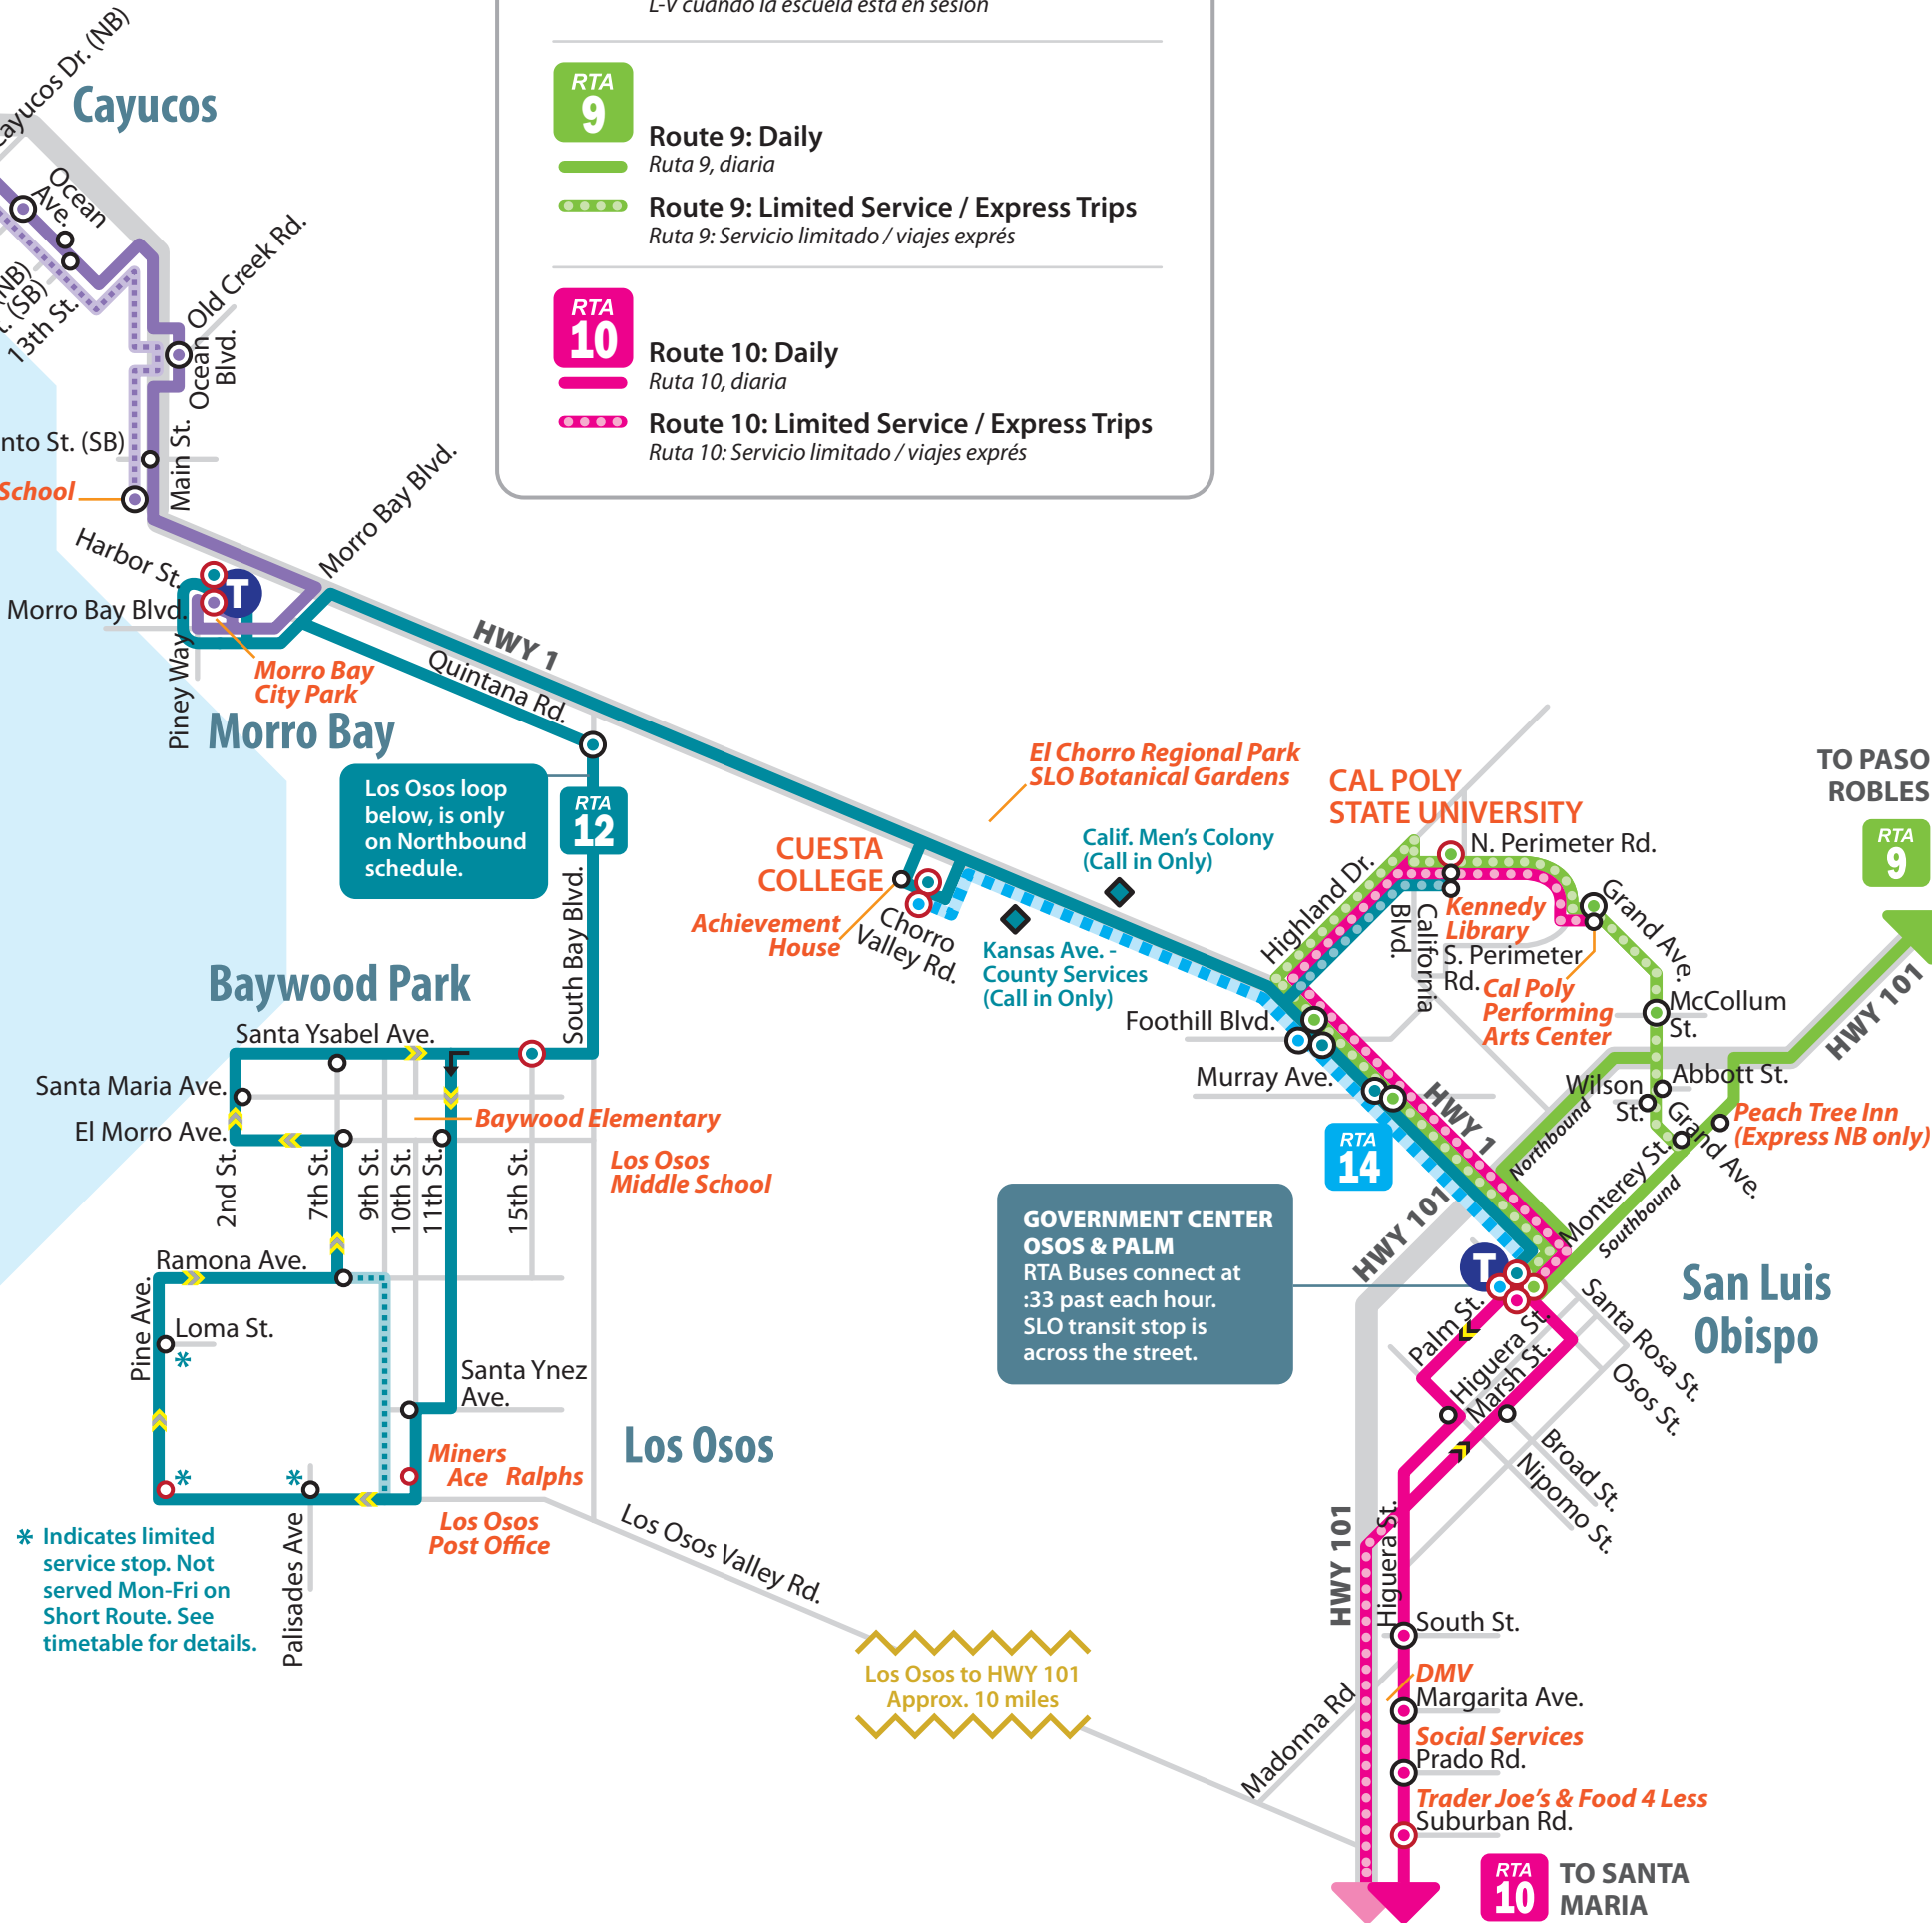 L-V cuando la escuela está en sesión
RTA
9
Route 9: Daily
Ruta 9, diaria
Route 9: Limited Service / Express Trips
Ruta 9: Servicio limitado / viajes exprés
RTA
10
Route 10: Daily
Ruta 10, diaria
Route 10: Limited Service / Express Trips
Ruta 10: Servicio limitado / viajes exprés
Cayucos Dr. (NB)
Cayucos
Ocean
Ave.
(NB)
(SB)
13th St.
Old Creek Rd.
Ocean
Blvd.
Main St.
(SB)
School
Morro Bay Blvd.
Harbor St.
T
Morro Bay Blvd.
Piney Way
Morro Bay
City Park
Morro Bay
HWY 1
Quintana Rd.
Los Osos loop
below, is only
on Northbound
schedule.
RTA
12
South Bay Blvd.
El Chorro Regional Park
SLO Botanical Gardens
CUESTA
COLLEGE
Achievement
House
Chorro
Valley Rd.
Calif. Men's Colony
(Call in Only)
Kansas Ave. -
County Services
(Call in Only)
CAL POLY
STATE UNIVERSITY
N. Perimeter Rd.
Highland Dr.
California
Blvd.
Kennedy
Library
S. Perimeter
Rd.
Cal Poly
Performing
Arts Center
Grand Ave.
McCollum
St.
TO PASO
ROBLES
RTA
9
HWY 101
Foothill Blvd.
Murray Ave.
HWY 1
RTA
14
Wilson
St.
Abbott St.
Grand Ave.
Peach Tree Inn
(Express NB only)
Northbound
Monterey St.
Southbound
HWY 101
GOVERNMENT CENTER
OSOS & PALM
RTA Buses connect at
:33 past each hour.
SLO transit stop is
across the street.
T
San Luis
Obispo
Palm St.
Higuera St.
Marsh St.
Santa Rosa St.
Osos St.
Broad St.
Nipomo St.
Baywood Park
Santa Ysabel Ave.
Santa Maria Ave.
El Morro Ave.
Baywood Elementary
Los Osos
Middle School
2nd St.
7th St.
9th St.
10th St.
11th St.
15th St.
Ramona Ave.
Pine Ave.
Loma St.
*
Santa Ynez
Ave.
Miners
Ace
Ralphs
Los Osos
*
*
Los Osos
Post Office
Palisades Ave
* Indicates limited
service stop. Not
served Mon-Fri on
Short Route. See
timetable for details.
Los Osos Valley Rd.
Los Osos to HWY 101
Approx. 10 miles
HWY 101
Higuera St.
South St.
DMV
Margarita Ave.
Social Services
Prado Rd.
Madonna Rd
Trader Joe's & Food 4 Less
Suburban Rd.
RTA
10
TO SANTA
MARIA